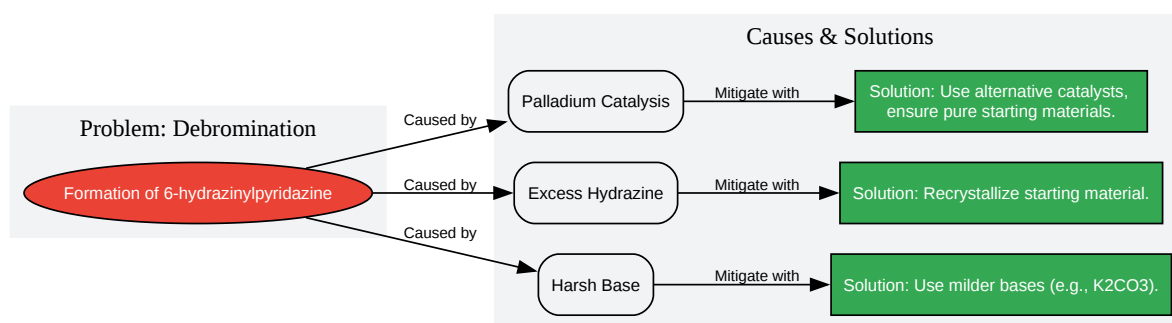 Causes & Solutions
Problem: Debromination
Formation of 6-hydrazinylpyridazine
Caused by
Palladium Catalysis
Mitigate with
Solution: Use alternative catalysts,
ensure pure starting materials.
Caused by
Excess Hydrazine
Mitigate with
Solution: Recrystallize starting material.
Caused by
Harsh Base
Mitigate with
Solution: Use milder bases (e.g., K2CO3).